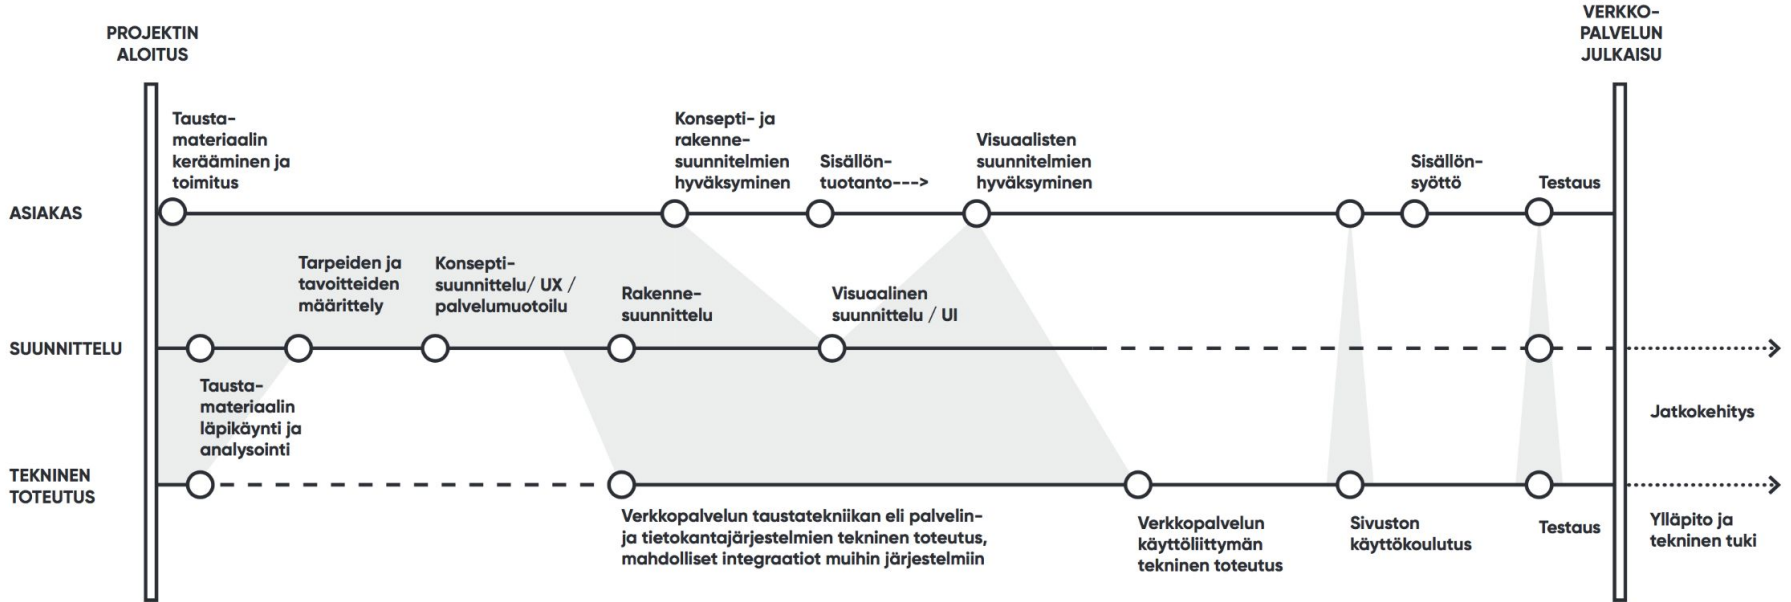 PROJEKTIN
ALOITUS
VERKKO-
PALVELUN
JULKAISU
Tausta-
materiaalin
kerääminen ja
toimitus
Konsepti- ja
rakenne-
suunnitelmien
hyväksyminen
Sisällön-
tuotanto--->
Visuaalisten
suunnitelmien
hyväksyminen
Sisällön-
syöttö
Testaus
ASIAKAS
Tarpeiden ja
tavoitteiden
määrittely
Konsepti-
suunnittelu/ UX /
palvelumuotoilu
Rakenne-
suunnittelu
Visuaalinen
suunnittelu / UI
SUUNNITTELU
Tausta-
materiaalin
läpikäynti ja
analysointi
Jatkokehitys
TEKNINEN
TOTEUTUS
Verkkopalvelun taustatekniikan eli palvelin-
ja tietokantajärjestelmien tekninen toteutus,
mahdolliset integraatiot muihin järjestelmiin
Verkkopalvelun
käyttöliittymän
tekninen toteutus
Sivuston
käyttökoulutus
Testaus
Ylläpito ja
tekninen tuki